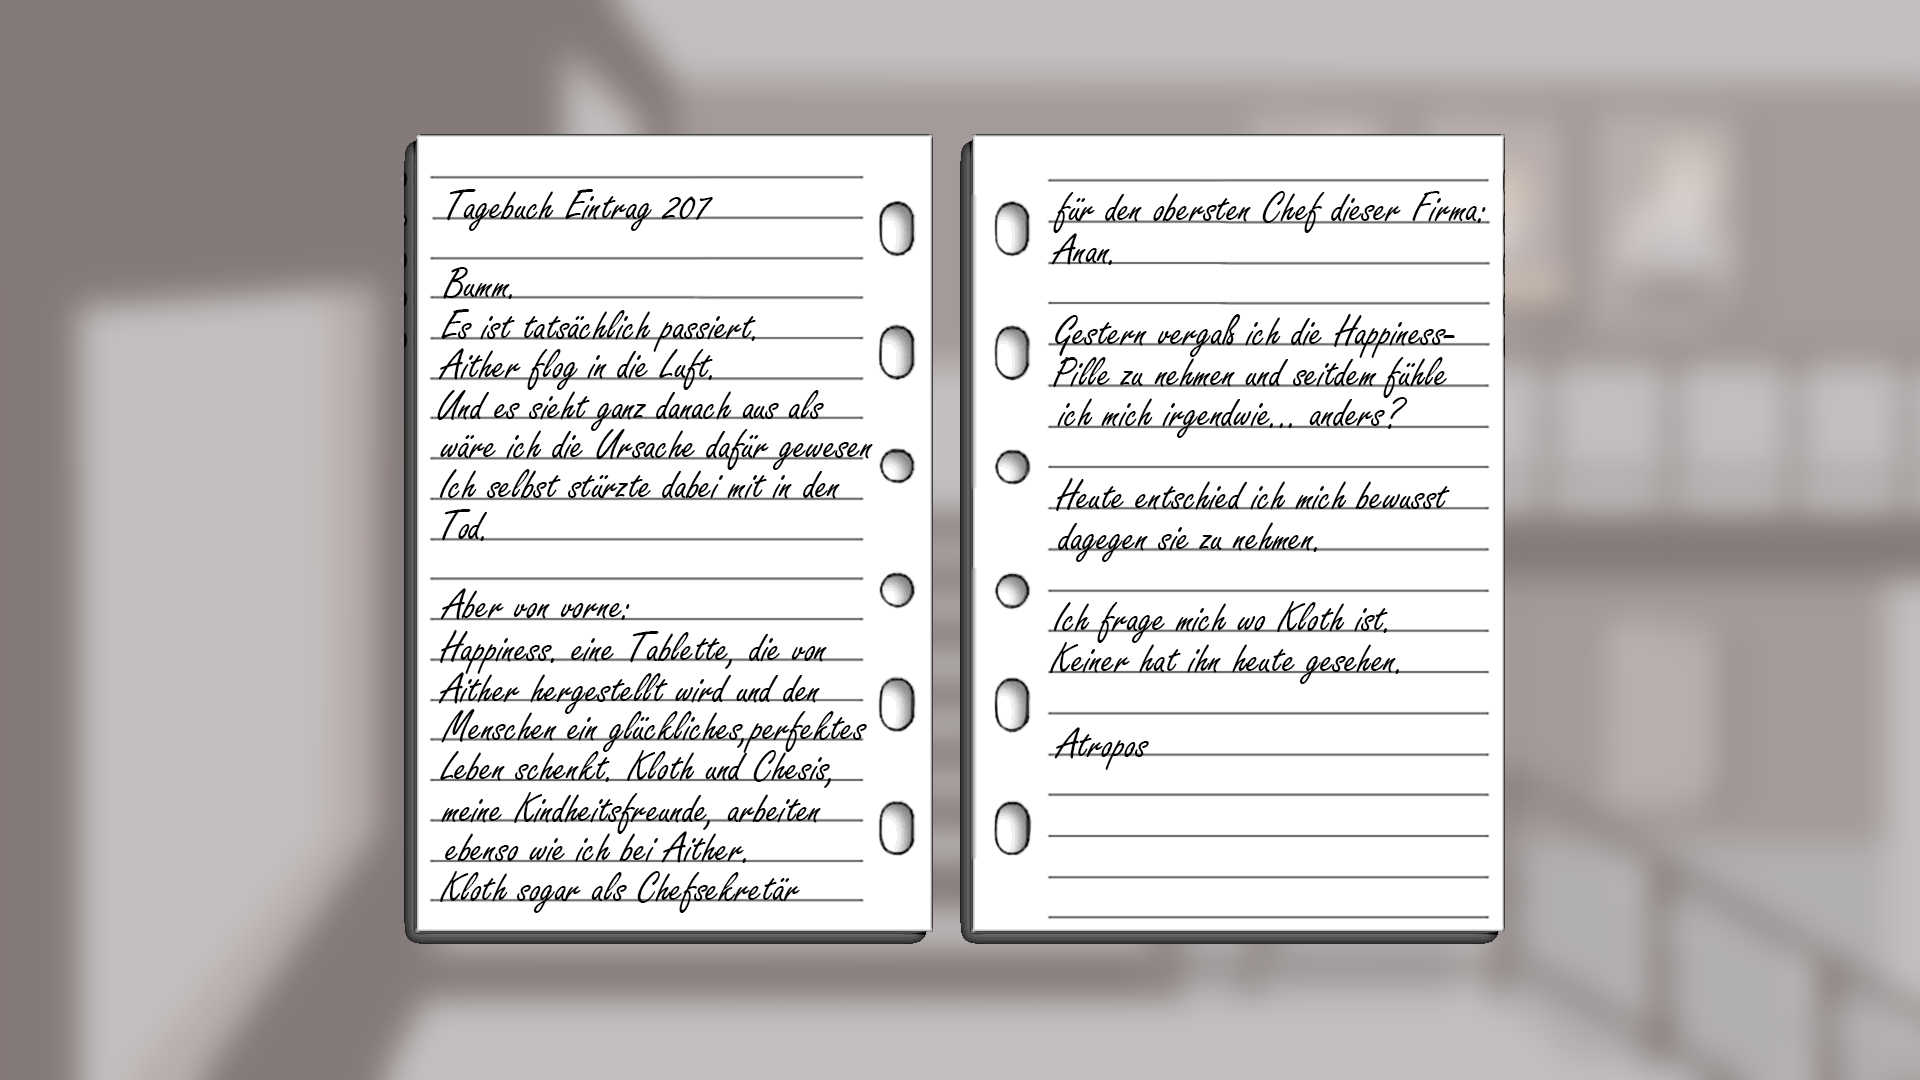 Tagebuch Eintrag 207
Bumm.
Es ist tatsächlich passiert.
Aither flog in die Luft.
Und es sieht ganz danach aus als
wäre ich die Ursache dafür gewesen
Ich selbst stürzte dabei mit in den
Tod.
Aber von vorne:
Happiness. eine Tablette, die von
Aither hergestellt wird und den
Menschen ein glückliches,perfektes
Leben schenkt. Kloth und Chesis,
meine Kindheitsfreunde, arbeiten
ebenso wie ich bei Aither.
Kloth sogar als Chefsekretär
für den obersten Chef dieser Firma:
Anan.
Gestern vergaß ich die Happiness-
Pille zu nehmen und seitdem fühle
ich mich irgendwie... anders?
Heute entschied ich mich bewusst
dagegen sie zu nehmen.
Ich frage mich wo Kloth ist.
Keiner hat ihn heute gesehen.
Atropos